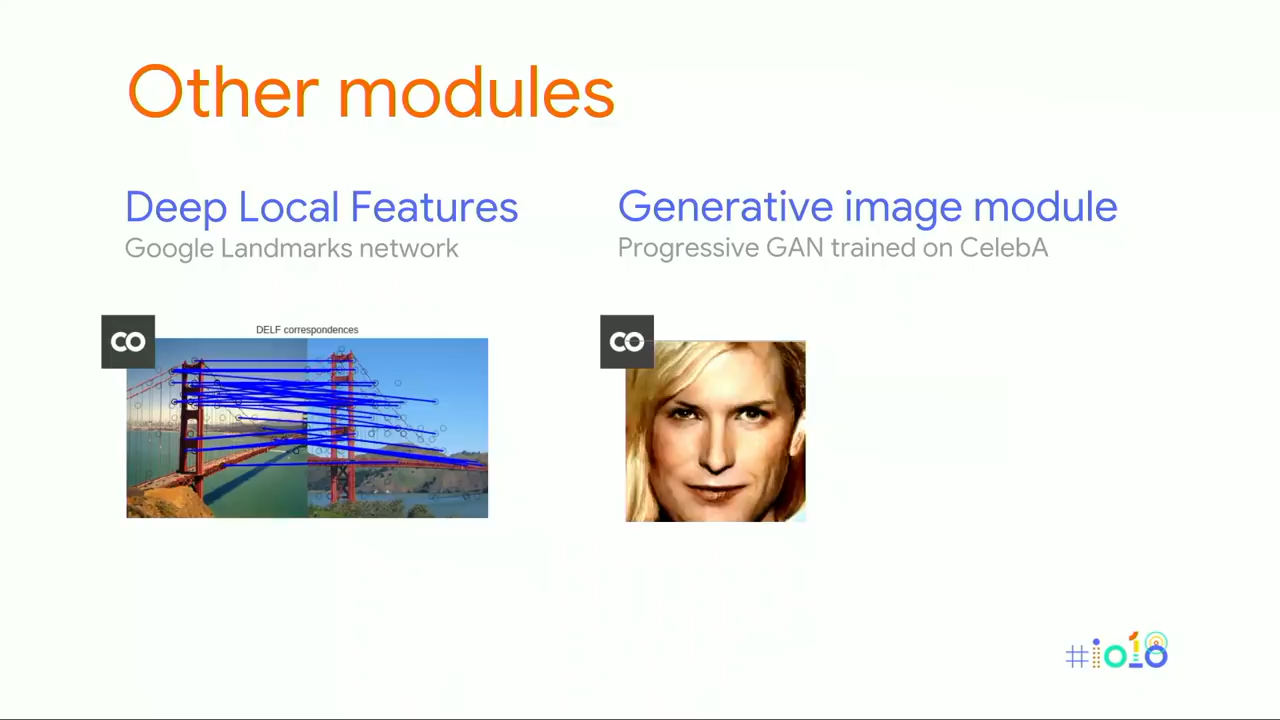 Other modules
Deep Local Features
Google Landmarks network
Generative image module
Progressive GAN trained on CelebA
CO
DELF correspondences
CO
#io18